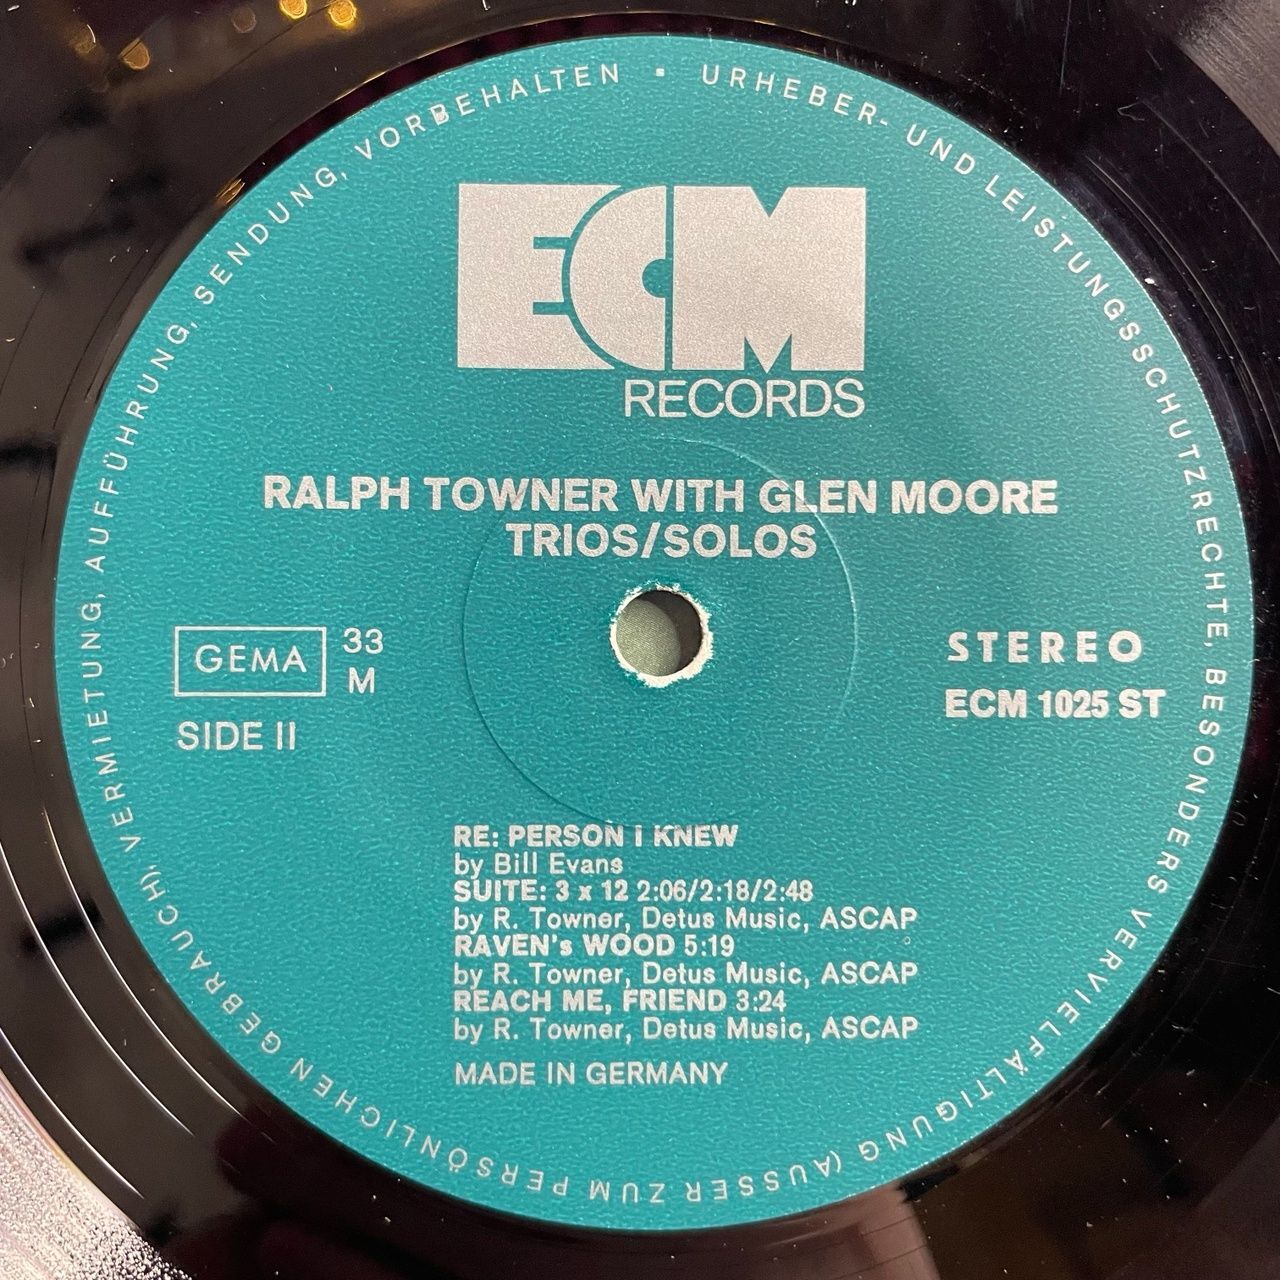 URHEBER- UND LEISTUNGSSCHUTZRECHTE, BESONDERS VERVIELFÄLTIGUNG (AUSSER ZUM PERSÖNLICHEN GEBRAUCH), VERMIETUNG, AUFFÜHRUNG, SENDUNG, VORBEHALTEN •
ECM
RECORDS
RALPH TOWNER WITH GLEN MOORE
TRIOS/SOLOS
GEMA 33
M
SIDE II
STEREO
ECM 1025 ST
RE: PERSON I KNEW
by Bill Evans
SUITE: 3 x 12 2:06/2:18/2:48
by R. Towner, Detus Music, ASCAP
RAVEN's WOOD 5:19
by R. Towner, Detus Music, ASCAP
REACH ME, FRIEND 3:24
by R. Towner, Detus Music, ASCAP
MADE IN GERMANY